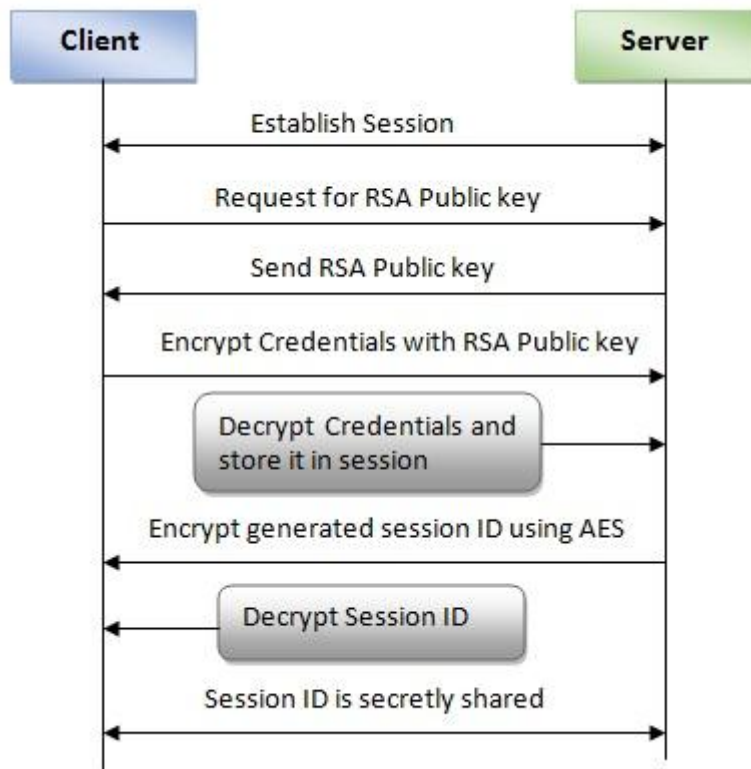 Client
Server
Establish Session
Request for RSA Public key
Send RSA Public key
Encrypt Credentials with RSA Public key
Decrypt Credentials and
store it in session
Encrypt generated session ID using AES
Decrypt Session ID
Session ID is secretly shared